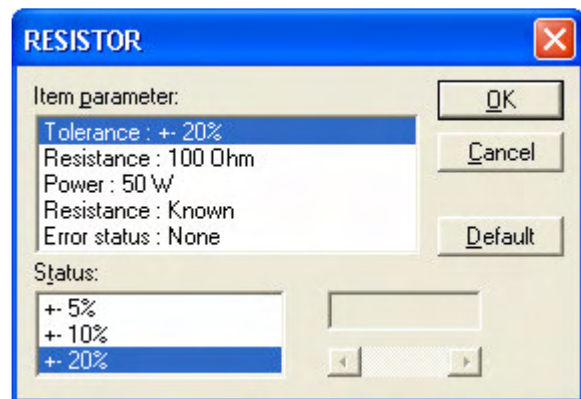 RESISTOR
Item parameter:
Tolerance : +- 20%
Resistance : 100 Ohm
Power : 50 W
Resistance : Known
Error status : None
OK
Cancel
Default
Status:
+- 5%
+- 10%
+- 20%